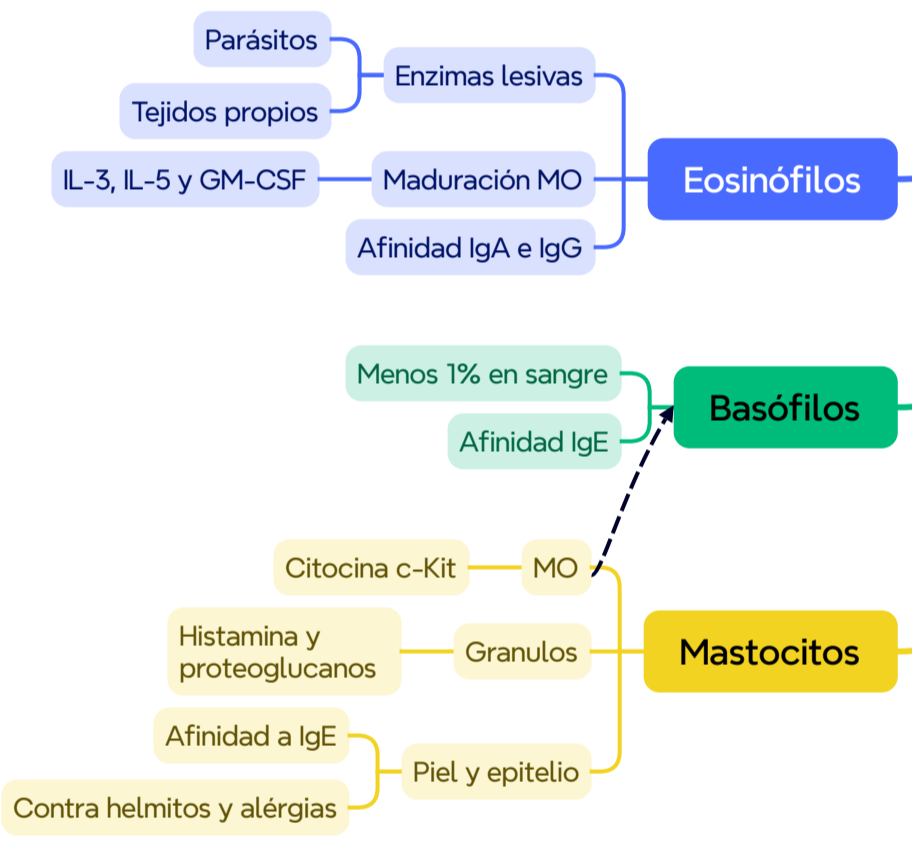 Parásitos
Enzimas lesivas
Tejidos propios
IL-3, IL-5 y GM-CSF
Maduración MO
Eosinófilos
Afinidad IgA e IgG
Menos 1% en sangre
Basófilos
Afinidad IgE
Citocina c-Kit
MO
Histamina y
proteoglucanos
Granulos
Mastocitos
Afinidad a IgE
Piel y epitelio
Contra helmitos y alérgias